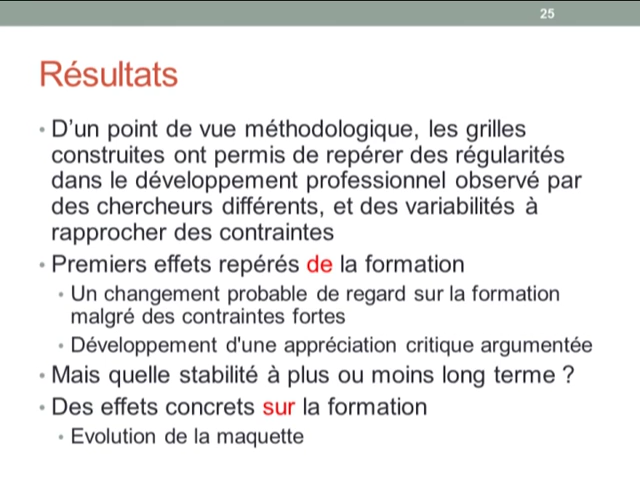 25
Résultats
• D’un point de vue méthodologique, les grilles
construites ont permis de repérer des régularités
dans le développement professionnel observé par
des chercheurs différents, et des variabilités à
rapprocher des contraintes
• Premiers effets repérés de la formation
• Un changement probable de regard sur la formation
malgré des contraintes fortes
• Développement d'une appréciation critique argumentée
• Mais quelle stabilité à plus ou moins long terme ?
• Des effets concrets sur la formation
• Evolution de la maquette